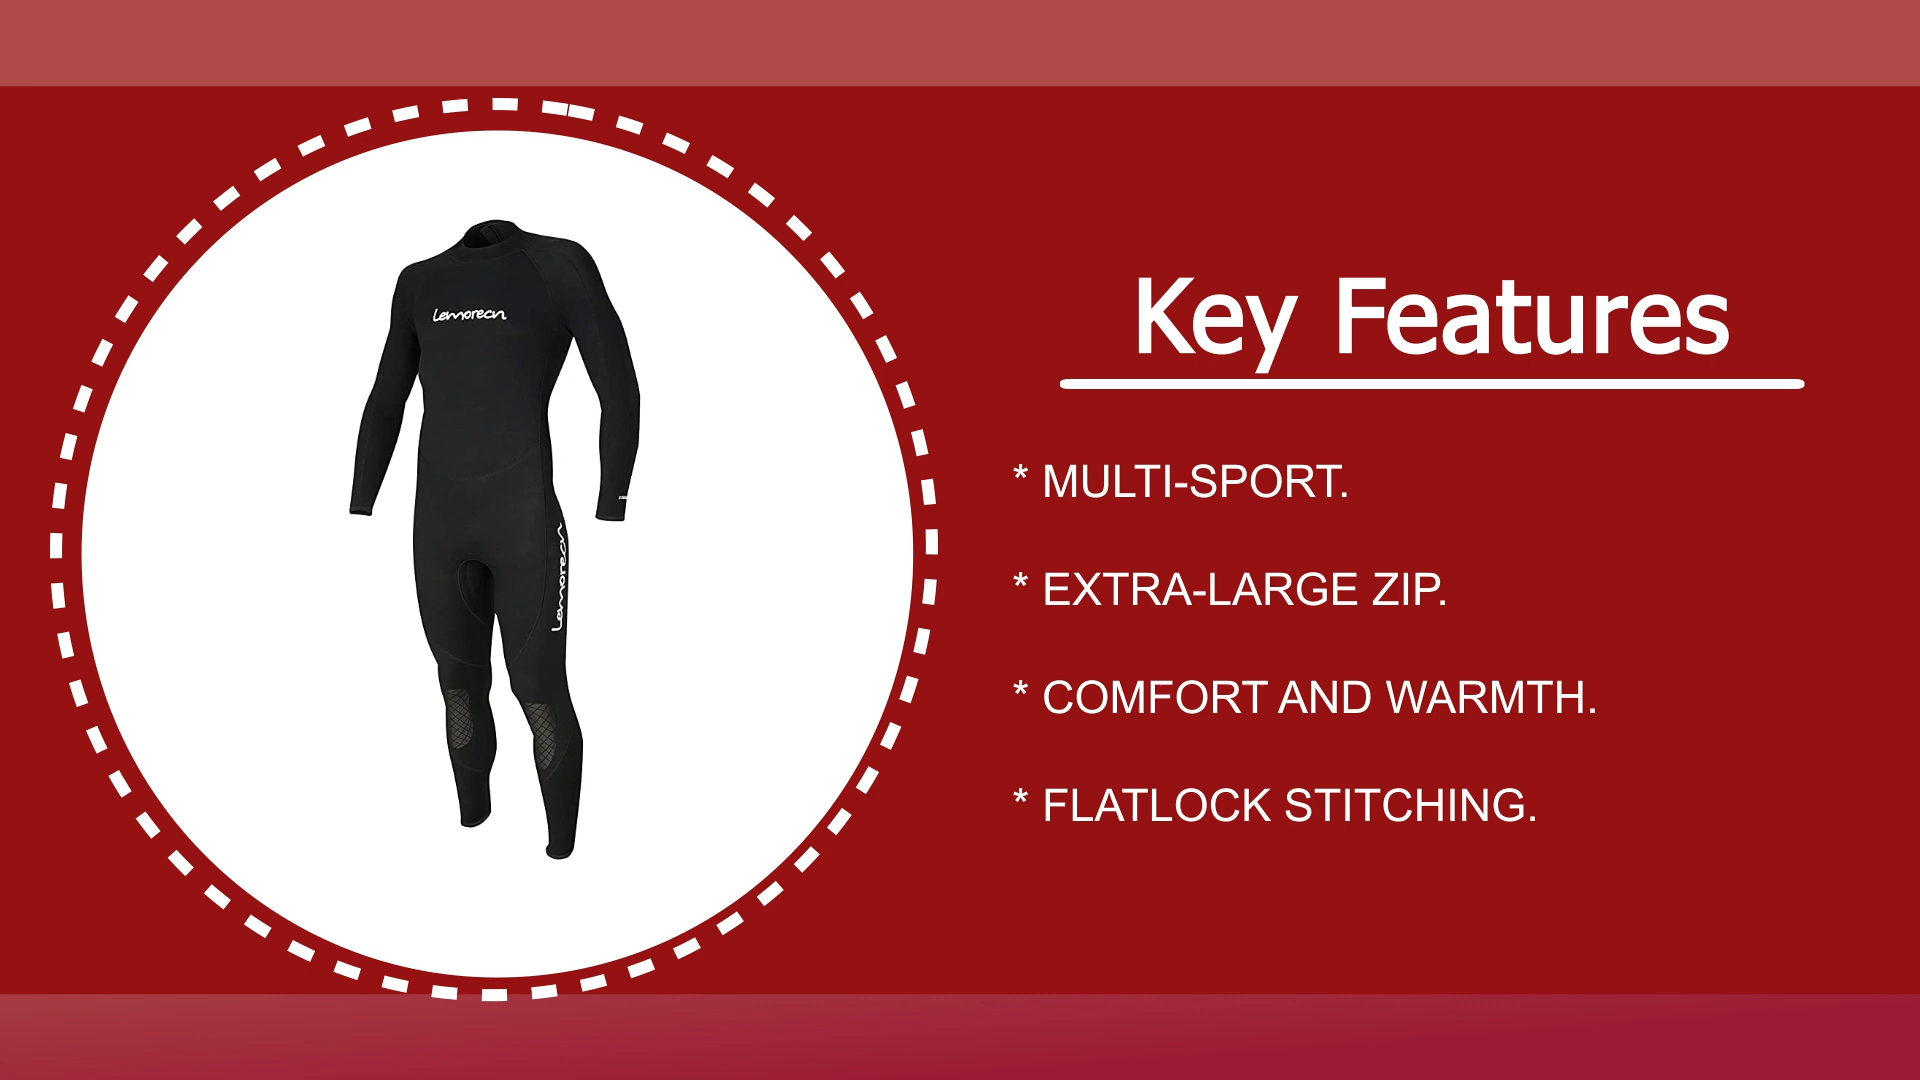 Lemorecn
Lemorecn
Key Features
* MULTI-SPORT.
* EXTRA-LARGE ZIP.
* COMFORT AND WARMTH.
* FLATLOCK STITCHING.